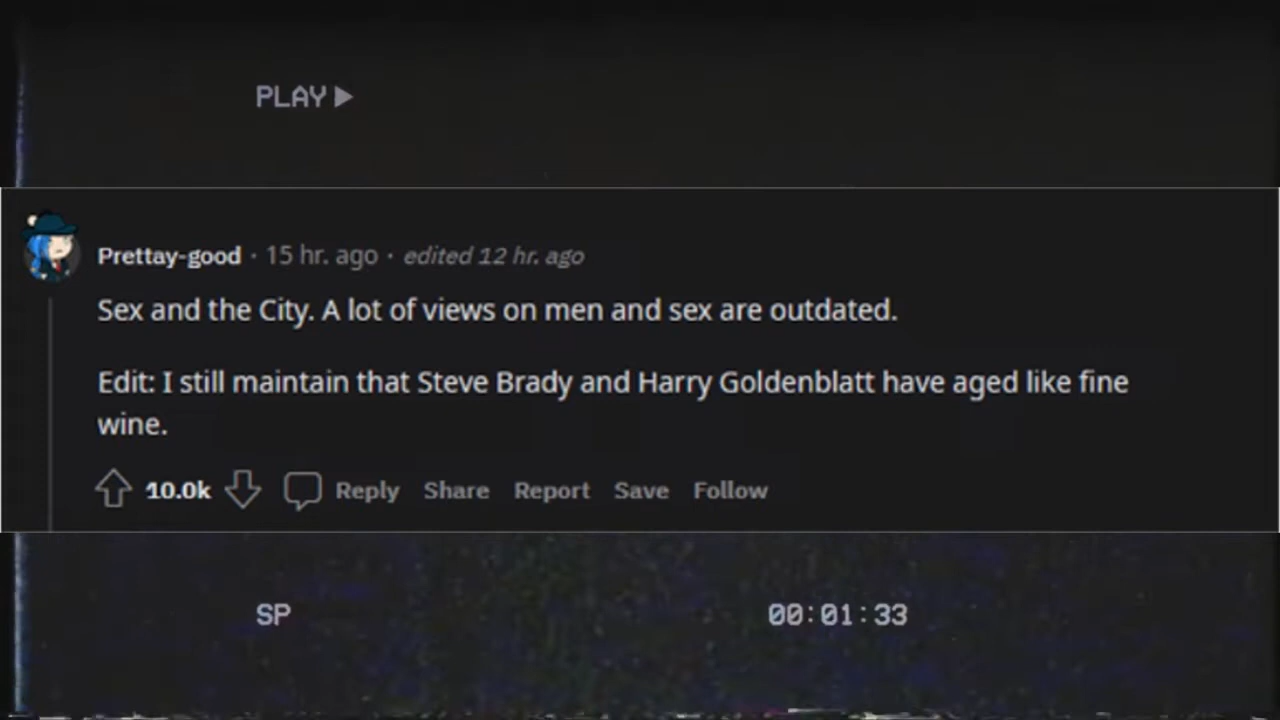 PLAY
Prettay-good · 15 hr. ago · edited 12 hr. ago
Sex and the City. A lot of views on men and sex are outdated.
Edit: I still maintain that Steve Brady and Harry Goldenblatt have aged like fine
wine.
10.0k Reply Share Report Save Follow
SP 00:01:33